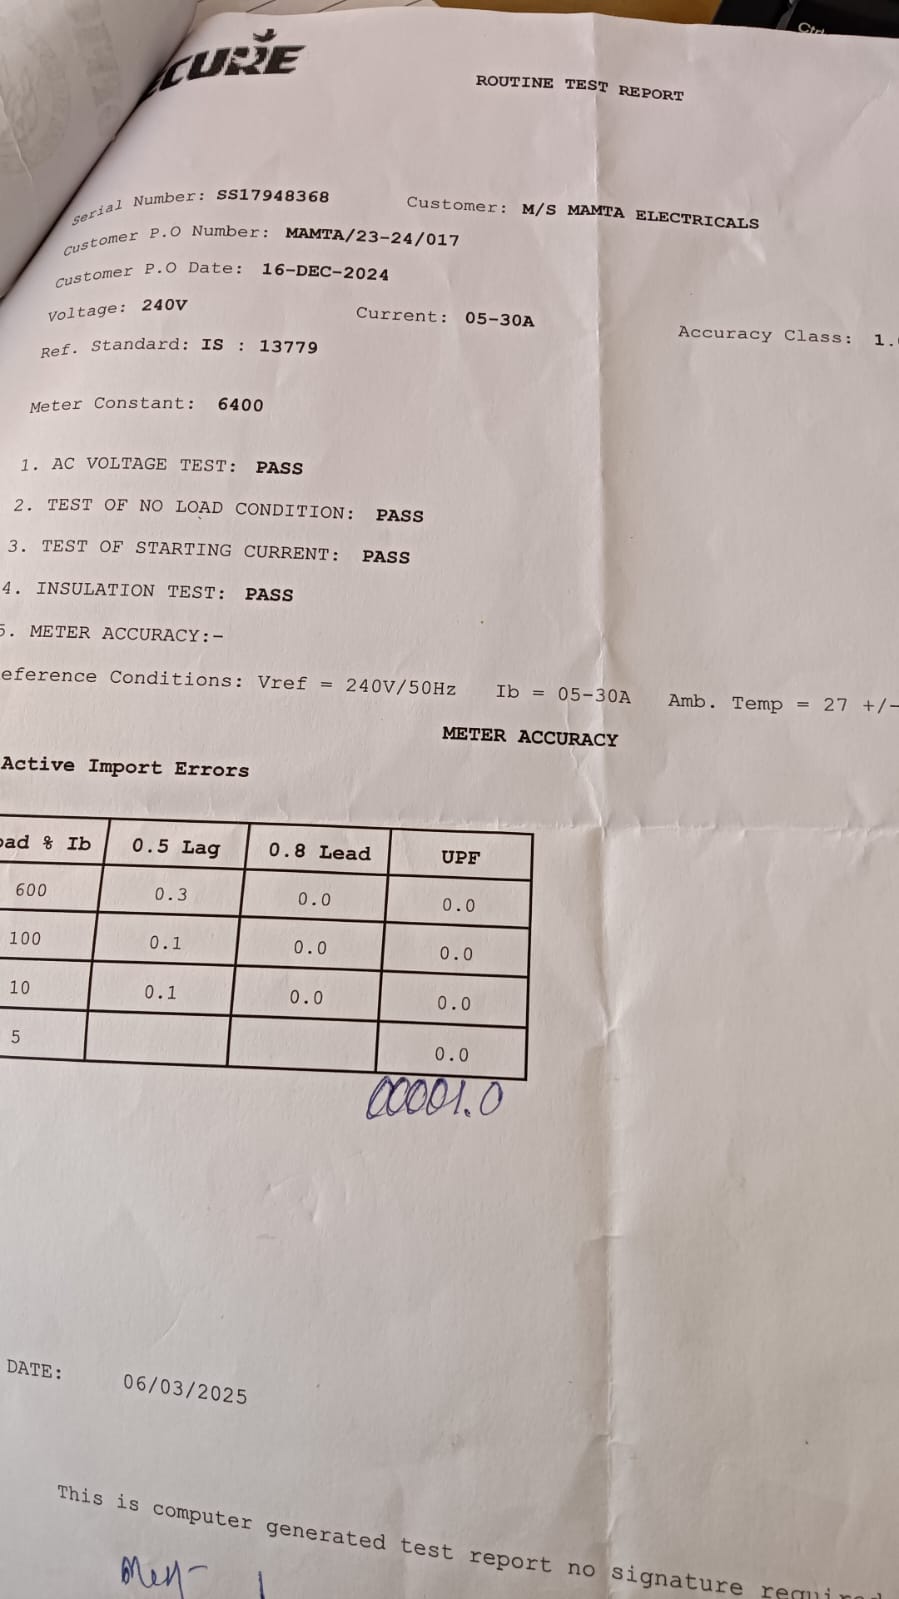 CURE
ROUTINE TEST REPORT
Serial Number: SS17948368 Customer: M/S MAMTA ELECTRICALS
Customer P.O Number: MAMTA/23-24/017
Customer P.O Date: 16-DEC-2024
Voltage: 240V Current: 05-30A Accuracy Class: 1.
Ref. Standard: IS : 13779
Meter Constant: 6400
1. AC VOLTAGE TEST: PASS
2. TEST OF NO LOAD CONDITION: PASS
3. TEST OF STARTING CURRENT: PASS
4. INSULATION TEST: PASS
5. METER ACCURACY:-
eference Conditions: Vref = 240V/50Hz Ib = 05-30A Amb. Temp = 27 +/-
METER ACCURACY
Active Import Errors
oad % Ib 0.5 Lag 0.8 Lead UPF
600 0.3 0.0 0.0
100 0.1 0.0 0.0
10 0.1 0.0 0.0
5 0.0
00001.0
DATE: 06/03/2025
This is computer generated test report no signature required